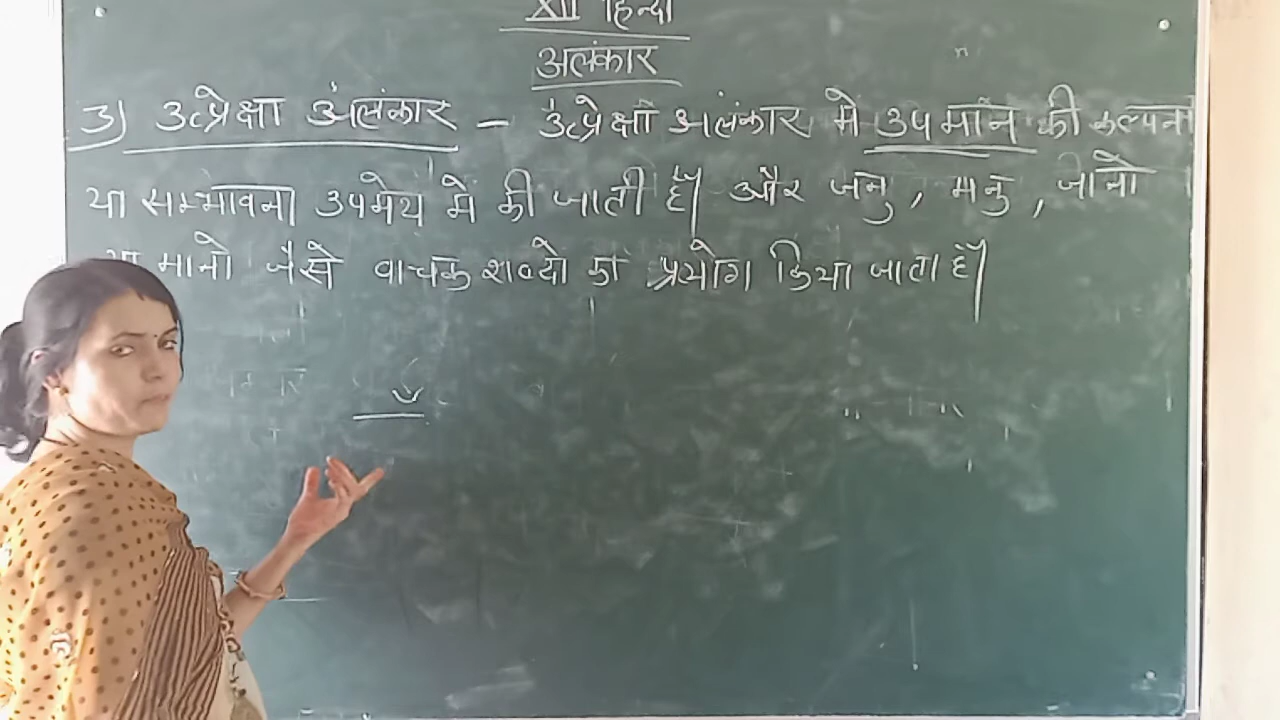 XII हिन्दी
अलंकार
3) उत्प्रेक्षा अलंकार – उत्प्रेक्षा अलंकार मे उपमान की कल्पना
या सम्भावना उपमेय मे की जाती है। और जनु, मनु, जानो
या मानो जैसे वाचक शब्दो का प्रयोग किया जाता है।